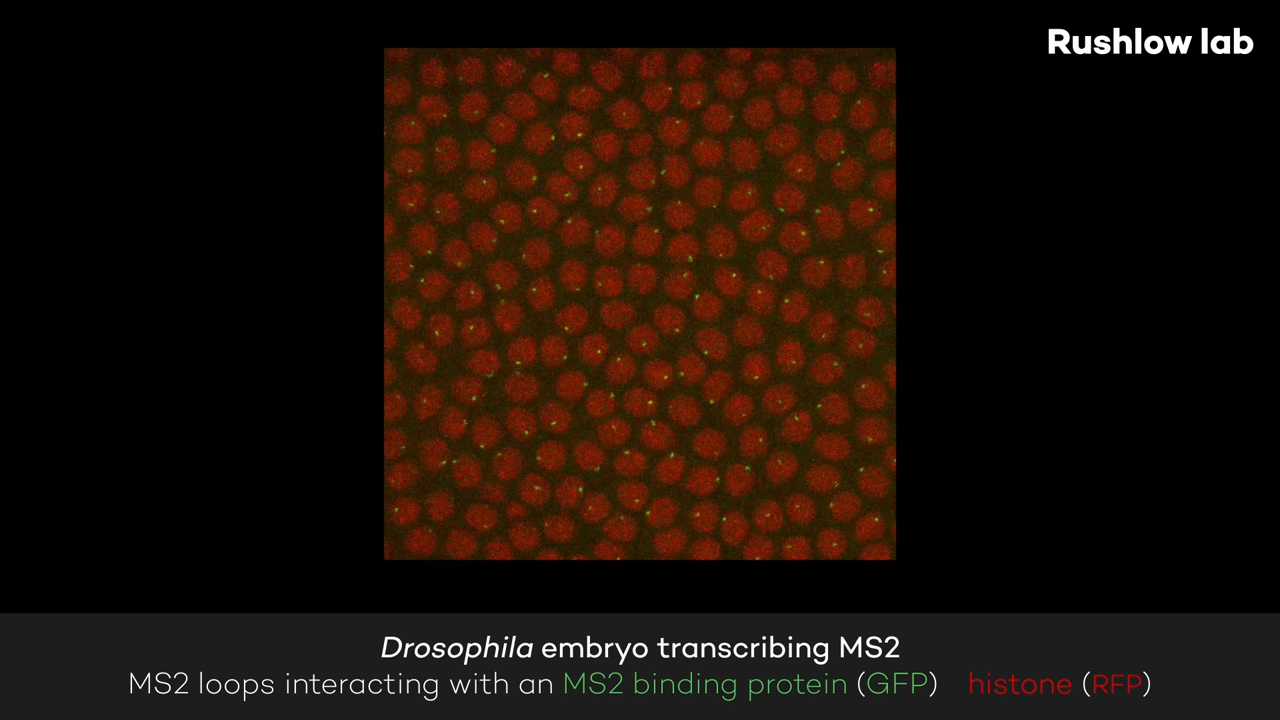 Rushlow lab
Drosophila embryo transcribing MS2
MS2 loops interacting with an MS2 binding protein (GFP) histone (RFP)